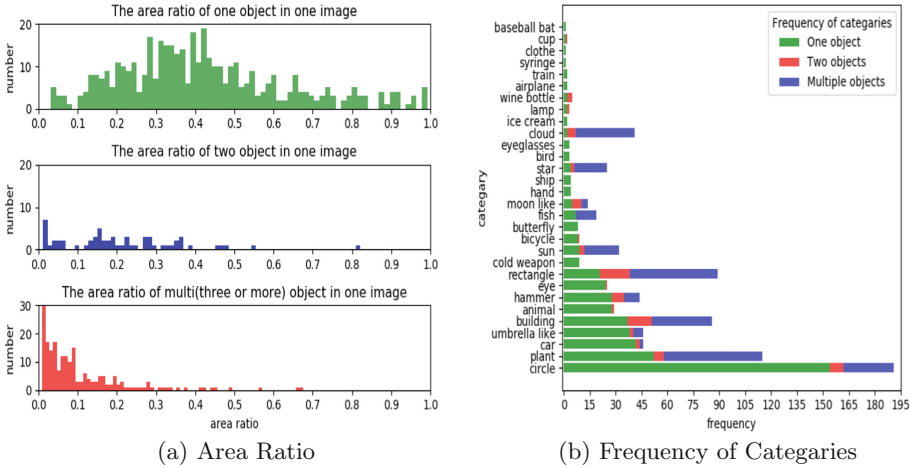 The area ratio of one object in one image
number
20
10
0
0.0 0.1 0.2 0.3 0.4 0.5 0.6 0.7 0.8 0.9 1.0
The area ratio of two object in one image
number
20
10
0
0.0 0.1 0.2 0.3 0.4 0.5 0.6 0.7 0.8 0.9 1.0
The area ratio of multi(three or more) object in one image
number
30
20
10
0
0.0 0.1 0.2 0.3 0.4 0.5 0.6 0.7 0.8 0.9 1.0
area ratio
(a) Area Ratio
categary
baseball bat
cup
clothe
syringe
train
airplane
wine bottle
lamp
ice cream
cloud
eyeglasses
bird
star
ship
hand
moon like
fish
butterfly
bicycle
sun
cold weapon
rectangle
eye
hammer
animal
building
umbrella like
car
plant
circle
Frequency of categaries
One object
Two objects
Multiple objects
0 15 30 45 60 75 90 105 120 135 150 165 180 195
frequency
(b) Frequency of Categaries